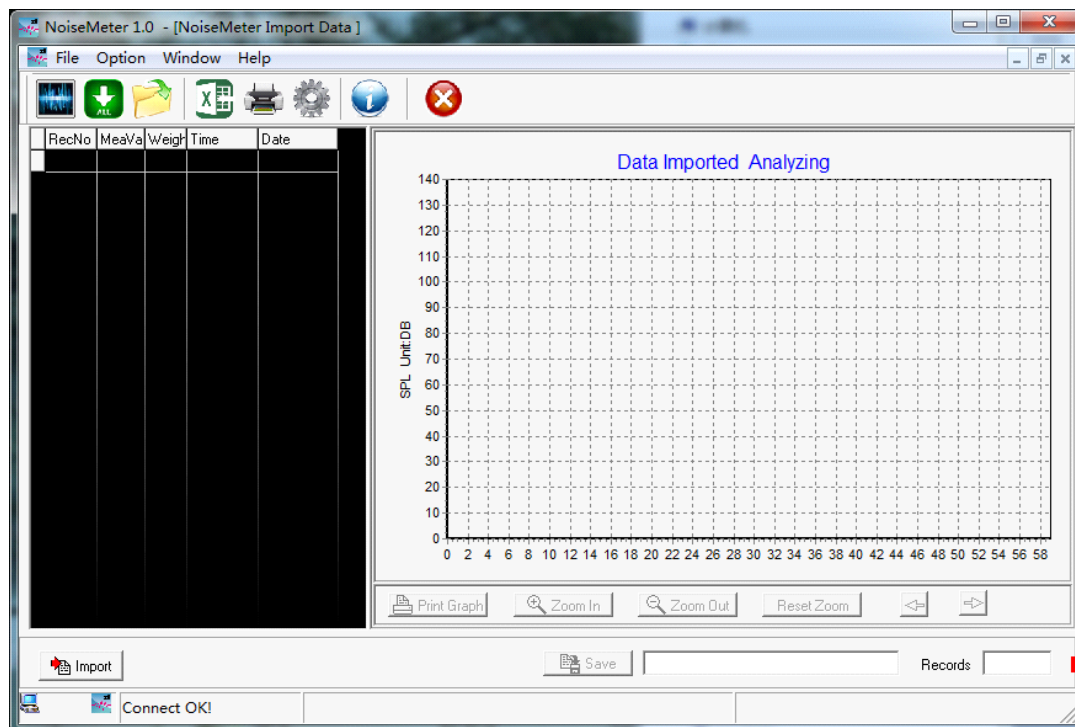 NoiseMeter 1.0 - [NoiseMeter Import Data ]
File Option Window Help
ALL
RecNo MeaVa Weigh Time Date
Data Imported Analyzing
140
130
120
110
100
90
80
70
60
50
40
30
20
10
0
SPL Unit:DB
0 2 4 6 8 10 12 14 16 18 20 22 24 26 28 30 32 34 36 38 40 42 44 46 48 50 52 54 56 58
Print Graph Zoom In Zoom Out Reset Zoom
Import Save Records
Connect OK!